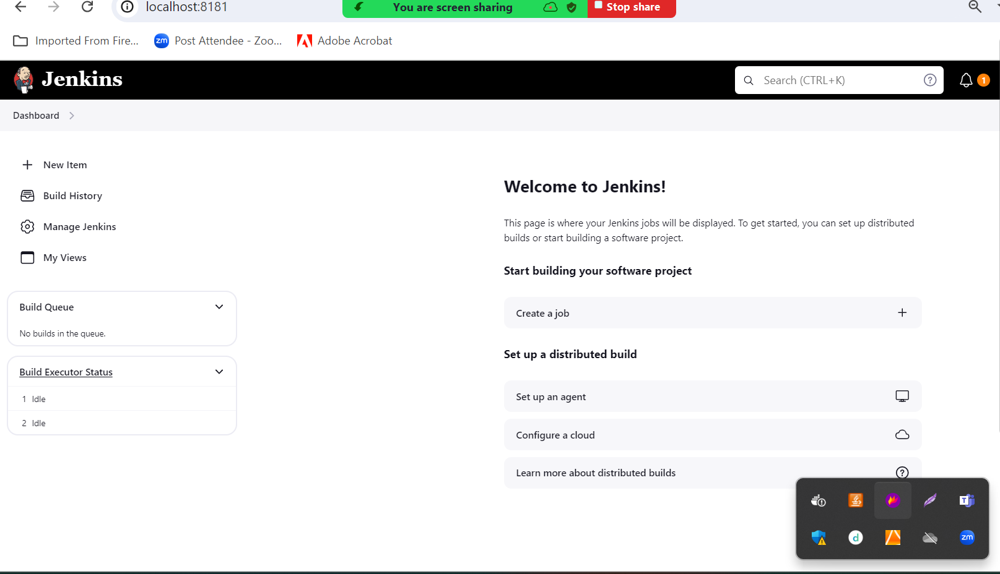 localhost:8181
You are screen sharing
Stop share
Imported From Fire...
zm
Post Attendee - Zoo...
Adobe Acrobat
Jenkins
Search (CTRL+K)
?
1
Dashboard
New Item
Build History
Manage Jenkins
My Views
Build Queue
No builds in the queue.
Build Executor Status
1 Idle
2 Idle
Welcome to Jenkins!
This page is where your Jenkins jobs will be displayed. To get started, you can set up distributed
builds or start building a software project.
Start building your software project
Create a job
Set up a distributed build
Set up an agent
Configure a cloud
Learn more about distributed builds
?
T
d
zm